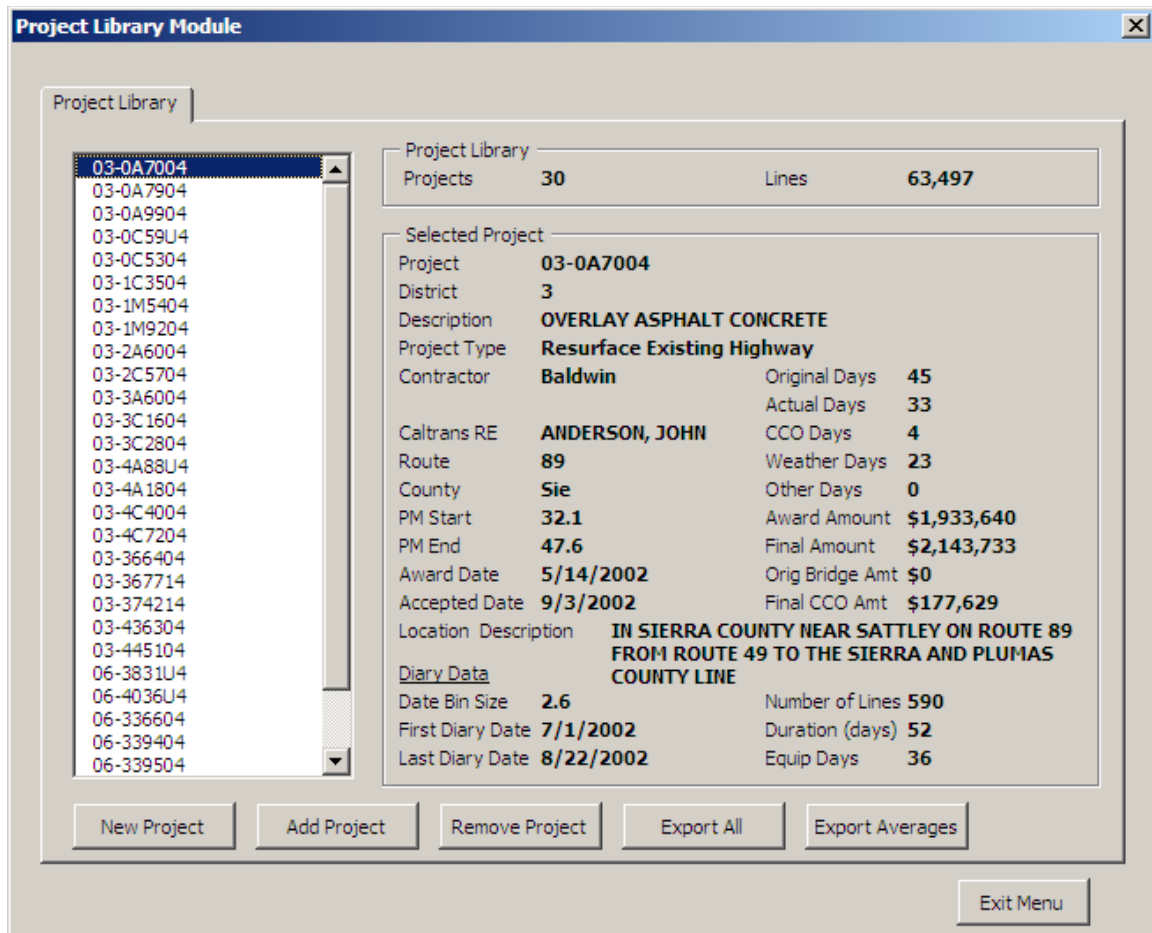 Project Library Module
Project Library
03-0A7004
03-0A7904
03-0A9904
03-0C59U4
03-0C5304
03-1C3504
03-1M5404
03-1M9204
03-2A6004
03-2C5704
03-3A6004
03-3C1604
03-3C2804
03-4A88U4
03-4A1804
03-4C4004
03-4C7204
03-366404
03-367714
03-374214
03-436304
03-445104
06-3831U4
06-4036U4
06-336604
06-339404
06-339504
Project Library
Projects 30 Lines 63,497
Selected Project
Project 03-0A7004
District 3
Description OVERLAY ASPHALT CONCRETE
Project Type Resurface Existing Highway
Contractor Baldwin Original Days 45
Actual Days 33
Caltrans RE ANDERSON, JOHN CCO Days 4
Route 89 Weather Days 23
County Sie Other Days 0
PM Start 32.1 Award Amount $1,933,640
PM End 47.6 Final Amount $2,143,733
Award Date 5/14/2002 Orig Bridge Amt $0
Accepted Date 9/3/2002 Final CCO Amt $177,629
Location Description IN SIERRA COUNTY NEAR SATTLEY ON ROUTE 89
FROM ROUTE 49 TO THE SIERRA AND PLUMAS
Diary Data COUNTY LINE
Date Bin Size 2.6 Number of Lines 590
First Diary Date 7/1/2002 Duration (days) 52
Last Diary Date 8/22/2002 Equip Days 36
New Project Add Project Remove Project Export All Export Averages
Exit Menu